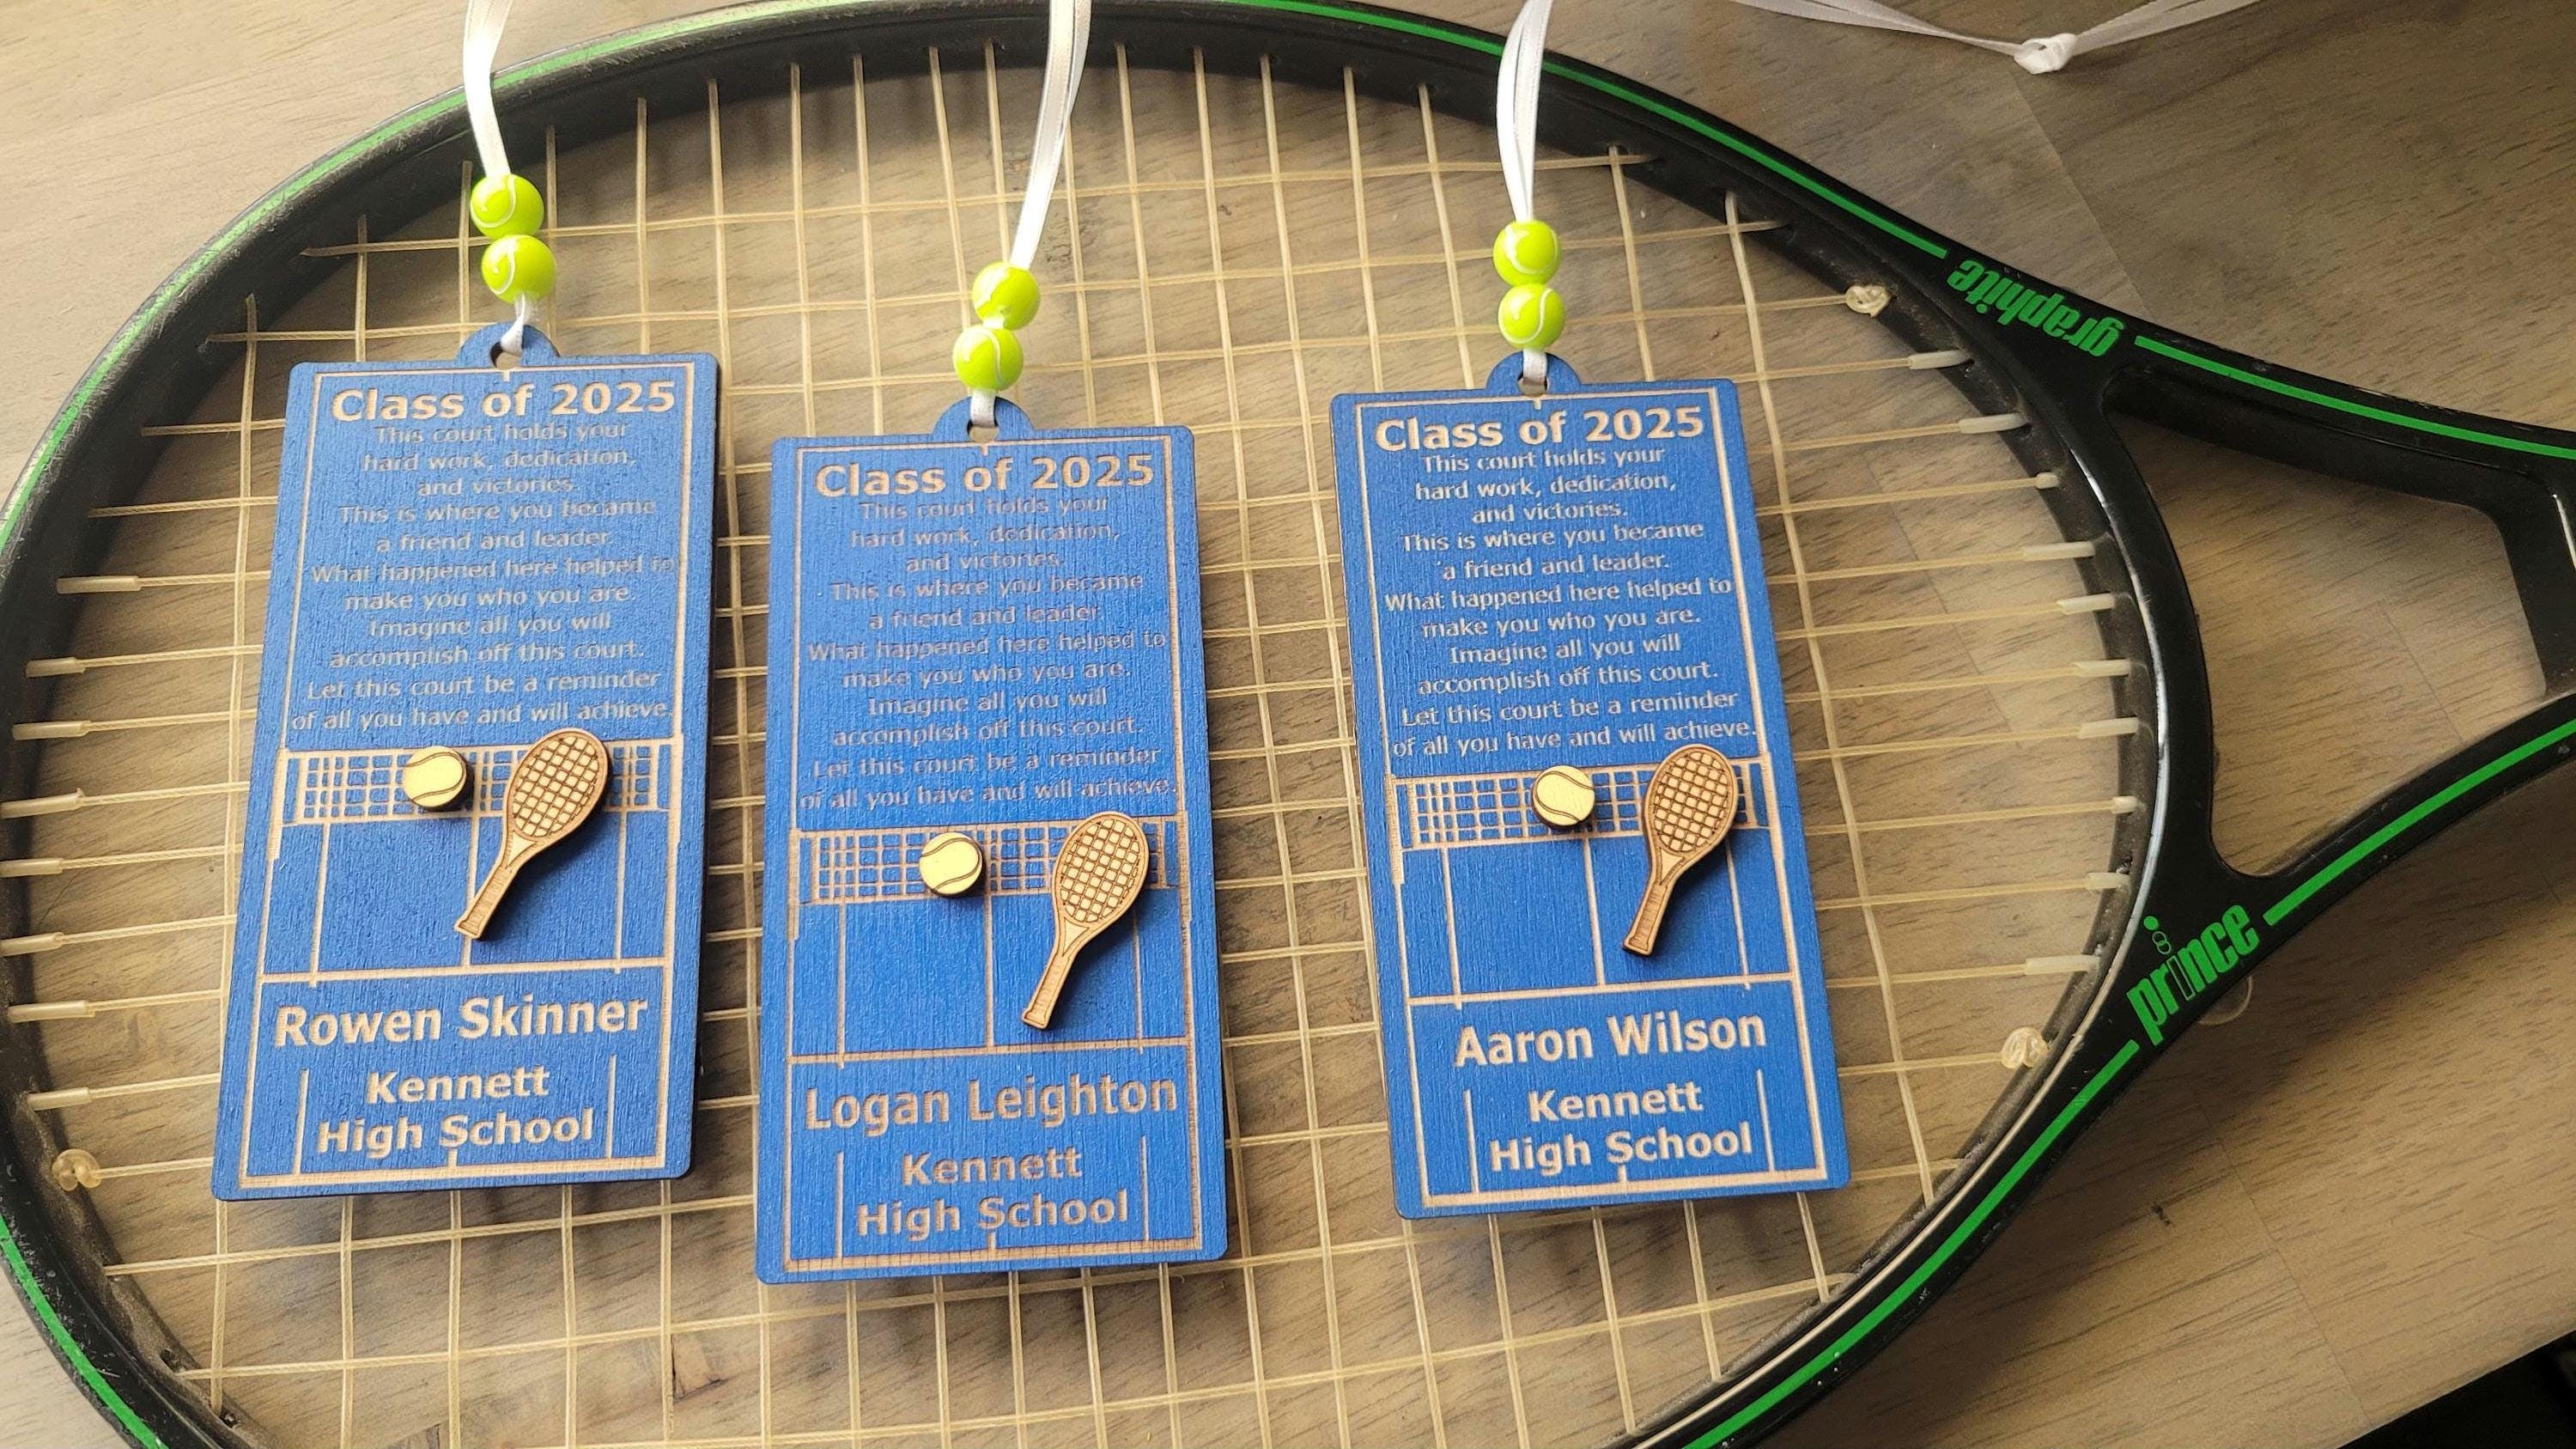 Class of 2025
This court holds your
hard work, dedication,
and victories.
This is where you became
a friend and leader.
What happened here helped to
make you who you are.
Imagine all you will
accomplish off this court.
Let this court be a reminder
of all you have and will achieve.
Rowen Skinner
Kennett
High School
Class of 2025
This court holds your
hard work, dedication,
and victories.
This is where you became
a friend and leader.
What happened here helped to
make you who you are.
Imagine all you will
accomplish off this court.
Let this court be a reminder
of all you have and will achieve.
Logan Leighton
Kennett
High School
Class of 2025
This court holds your
hard work, dedication,
and victories.
This is where you became
a friend and leader.
What happened here helped to
make you who you are.
Imagine all you will
accomplish off this court.
Let this court be a reminder
of all you have and will achieve.
Aaron Wilson
Kennett
High School
graphite
prince